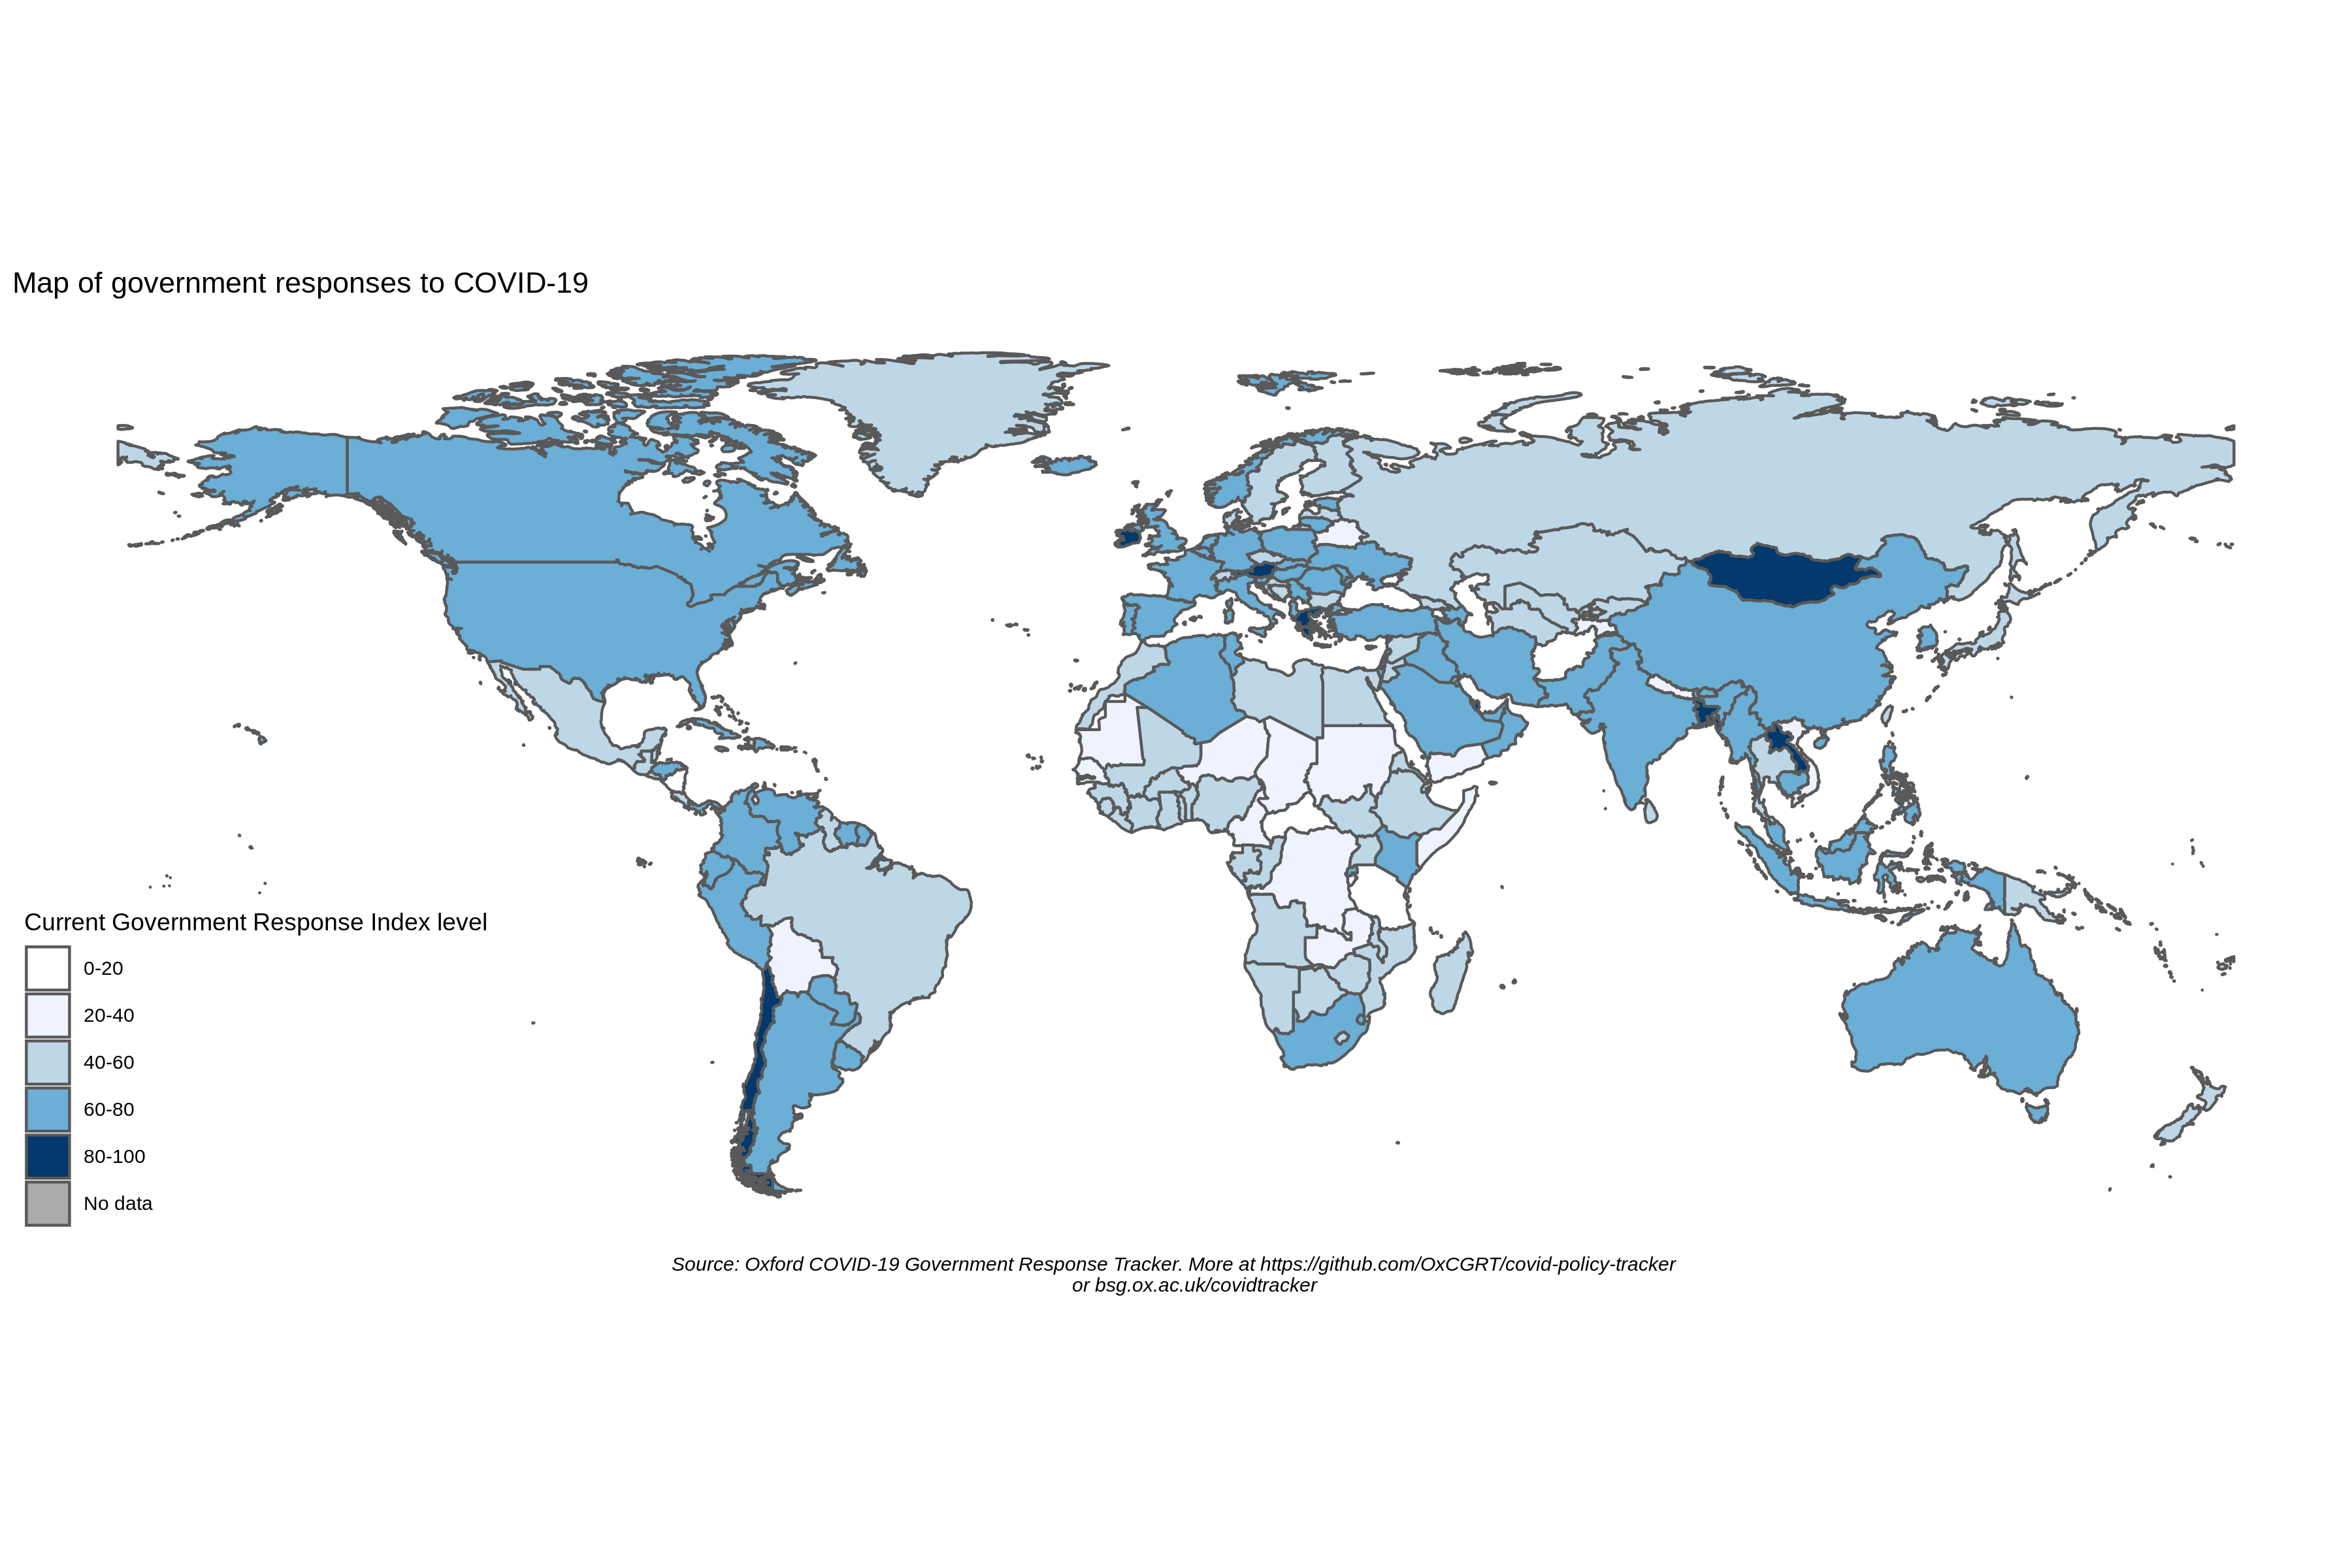 Map of government responses to COVID-19
Current Government Response Index level
0-20
20-40
40-60
60-80
80-100
No data
Source: Oxford COVID-19 Government Response Tracker. More at https://github.com/OxCGRT/covid-policy-tracker
or bsg.ox.ac.uk/covidtracker